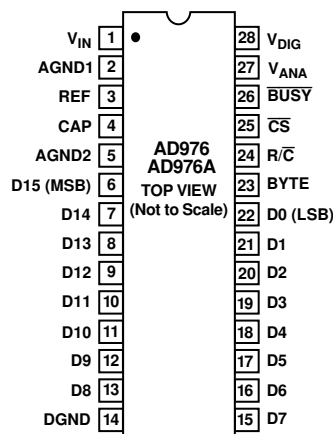 V_IN 1 28 V_DIG
AGND1 2 27 V_ANA
REF 3 26 B̅U̅S̅Y̅
CAP 4 25 C̅S̅
AGND2 5 24 R/C̅
D15 (MSB) 6 23 BYTE
D14 7 22 D0 (LSB)
D13 8 21 D1
D12 9 20 D2
D11 10 19 D3
D10 11 18 D4
D9 12 17 D5
D8 13 16 D6
DGND 14 15 D7
AD976
AD976A
TOP VIEW
(Not to Scale)